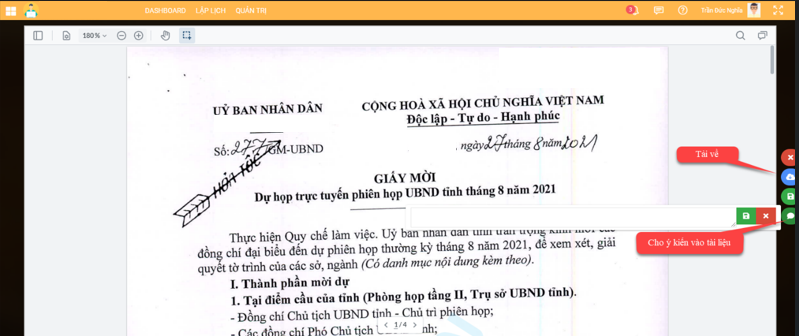 DASHBOARD LẬP LỊCH QUẢN TRỊ
3
Trần Đức Nghĩa
180%
UỶ BAN NHÂN DÂN
CỘNG HOÀ XÃ HỘI CHỦ NGHĨA VIỆT NAM
Độc lập - Tự do - Hạnh phúc
Số: 277/GM-UBND
, ngày 27 tháng 8 năm 2021
HỎA TỐC
Tải về
GIẤY MỜI
Dự họp trực tuyến phiên họp UBND tỉnh tháng 8 năm 2021
Thực hiện Quy chế làm việc. Uỷ ban nhân dân tỉnh trân trọng kính mời các
Cho ý kiến vào tài liệu
đồng chí đại biểu đến dự phiên họp thường kỳ tháng 8 năm 2021, để xem xét, giải
quyết tờ trình của các sở, ngành (Có danh mục nội dung kèm theo).
I. Thành phần mời dự
1. Tại điểm cầu của tỉnh (Phòng họp tầng II, Trụ sở UBND tỉnh).
- Đồng chí Chủ tịch UBND tỉnh - Chủ trì phiên họp;
- Các đồng chí Phó Chủ tịch
1/4